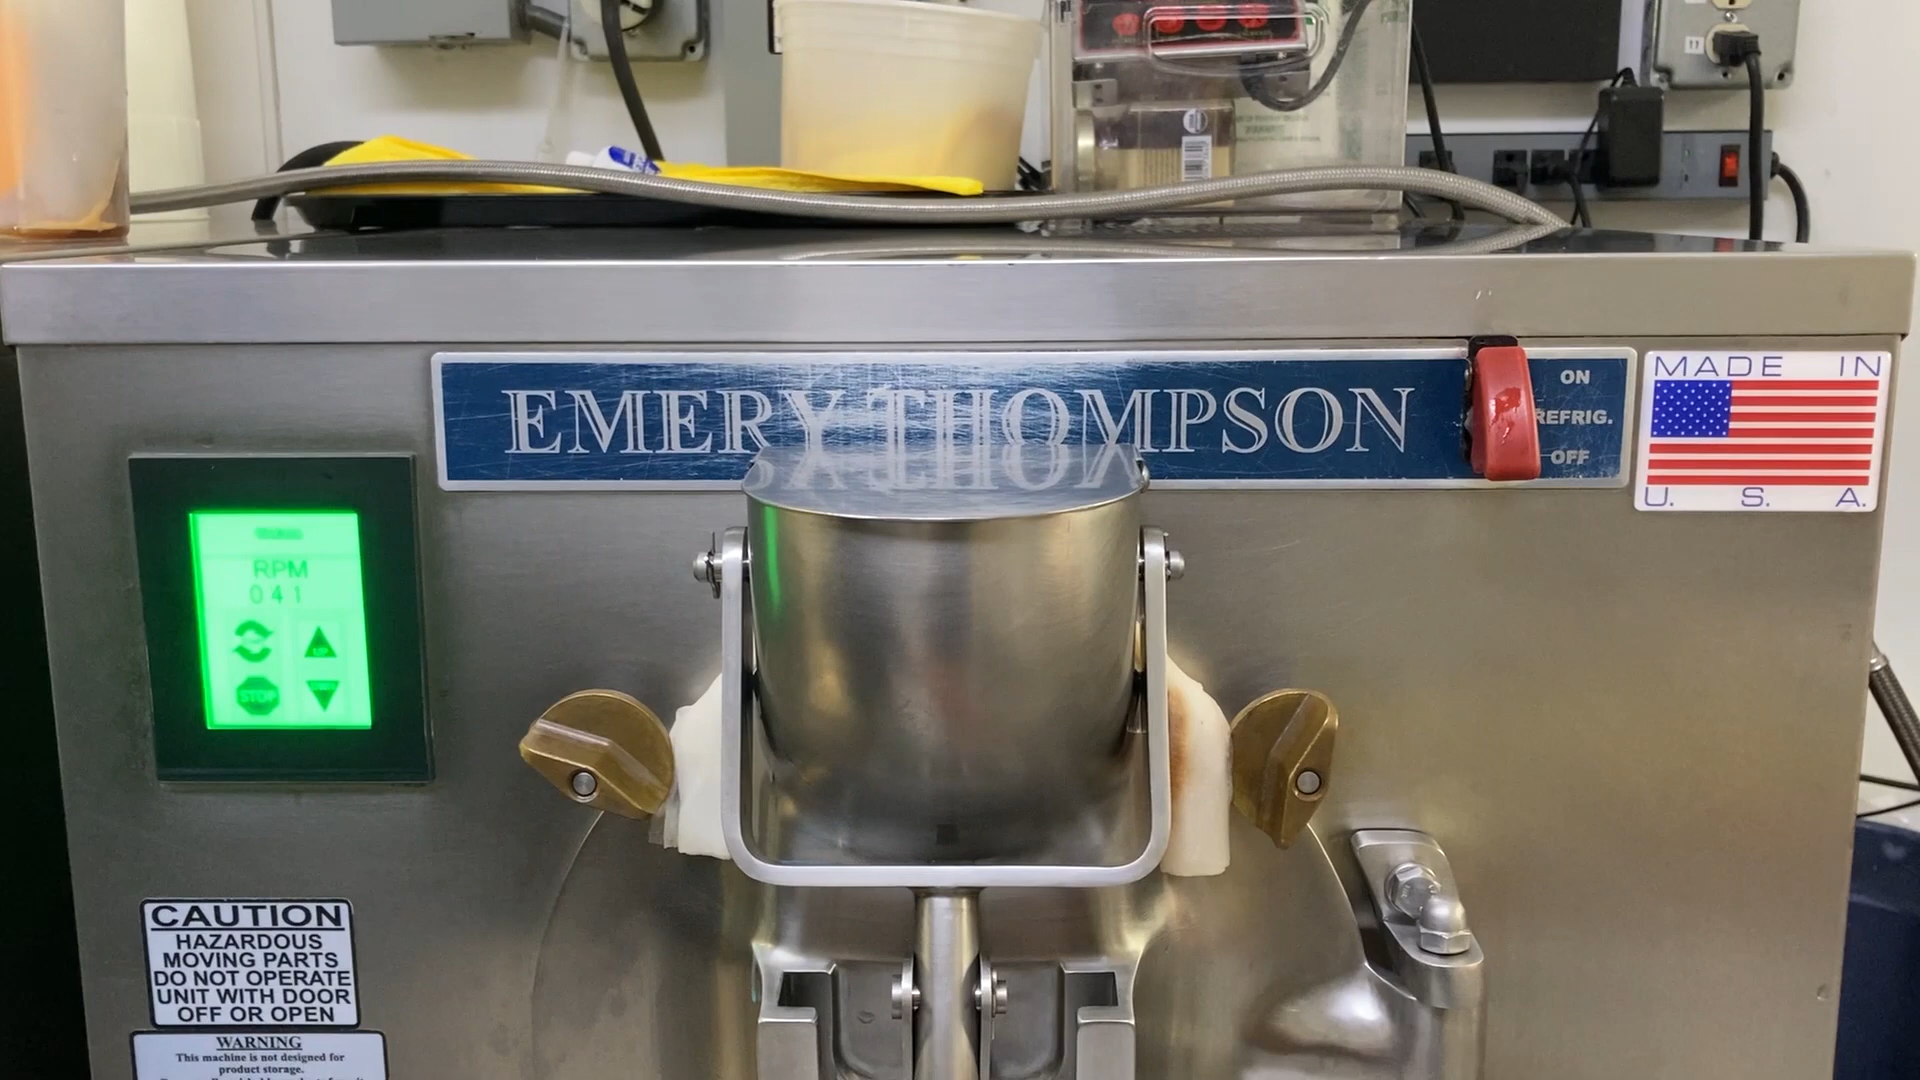 EMERY THOMPSON
ON
REFRIG.
OFF
MADE IN
U. S. A.
RPM
041
UP
STOP
CAUTION
HAZARDOUS
MOVING PARTS
DO NOT OPERATE
UNIT WITH DOOR
OFF OR OPEN
WARNING
This machine is not designed for
product storage.